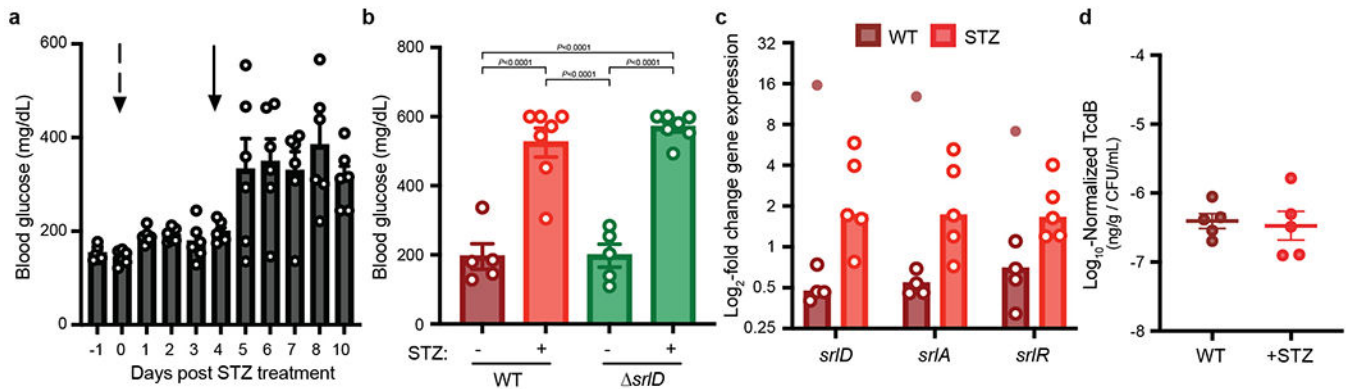 a
Blood glucose (mg/dL)
600
400
200
0
-1 0 1 2 3 4 5 6 7 8 10
Days post STZ treatment
b
Blood glucose (mg/dL)
800
600
400
200
0
P<0.0001
P<0.0001 P<0.0001
P<0.0001
STZ: - + - +
WT ΔsrlD
c
WT STZ
Log2-fold change gene expression
32
16
8
4
2
1
0.5
0.25
srlD srlA srlR
d
Log10-Normalized TcdB
(ng/g / CFU/mL)
-4
-5
-6
-7
-8
WT +STZ